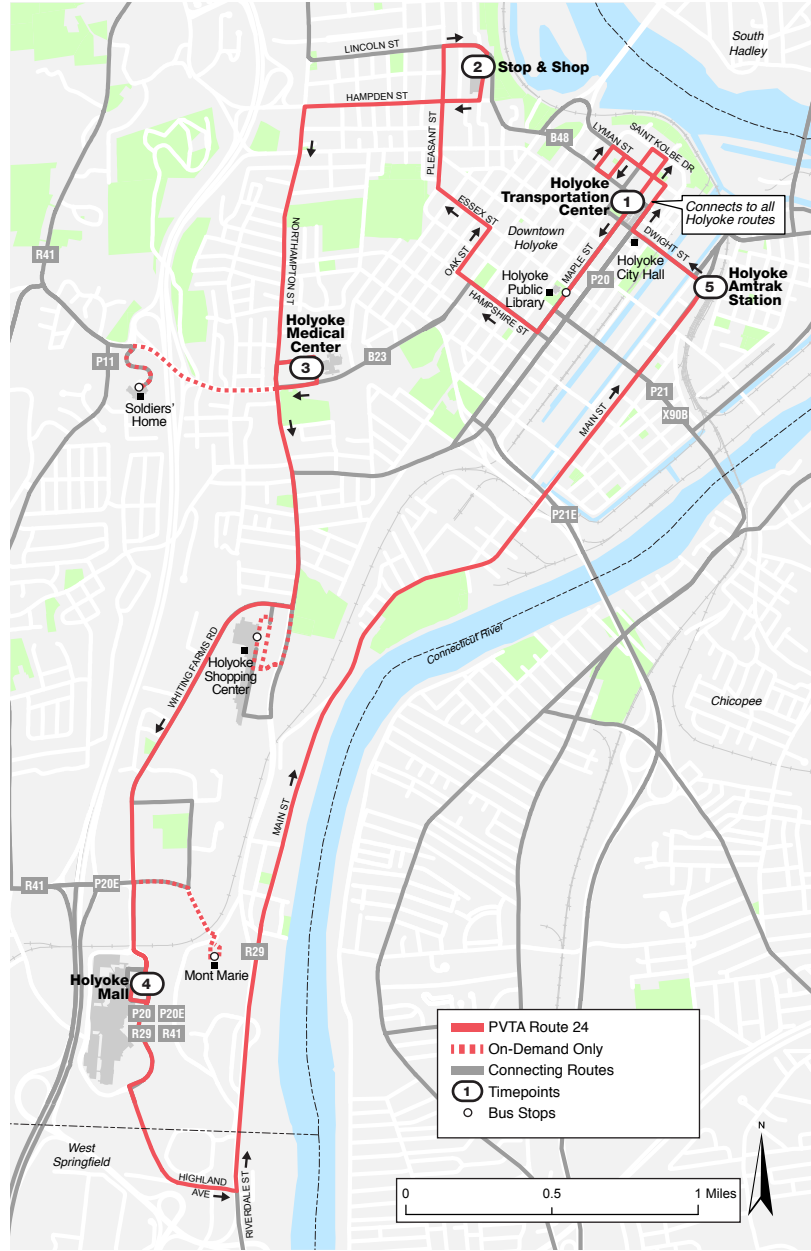 South
Hadley
LINCOLN ST
2
Stop & Shop
HAMPDEN ST
PLEASANT ST
B48
LYMAN ST
SAINT KOLBE DR
Holyoke
Transportation
Center
1
Connects to all
Holyoke routes
ESSEX ST
Downtown
Holyoke
OAK ST
MAPLE ST
DWIGHT ST
Holyoke
City Hall
P20
5
Holyoke
Amtrak
Station
Holyoke
Public
Library
HAMPSHIRE ST
R41
NORTHAMPTON ST
Holyoke
Medical
Center
3
B23
P11
Soldiers'
Home
P21
X90B
MAIN ST
P21E
Connecticut River
WHITING FARMS RD
Holyoke
Shopping
Center
Chicopee
MAIN ST
R41
P20E
R29
Mont Marie
Holyoke
Mall
4
P20
P20E
R29
R41
PVTA Route 24
On-Demand Only
Connecting Routes
1
Timepoints
Bus Stops
West
Springfield
HIGHLAND
AVE
RIVERDALE ST
N
0
0.5
1 Miles